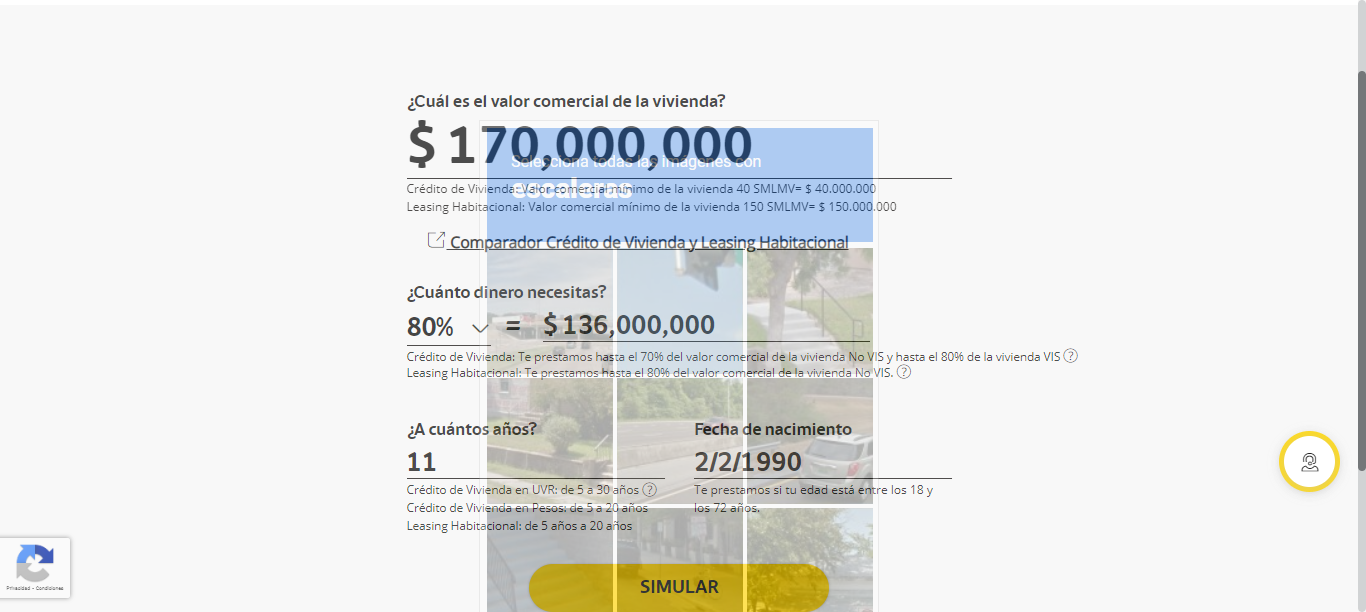 ¿Cuál es el valor comercial de la vivienda?
$ 170,000,000
Selecciona todas las imágenes con
escaleras
Crédito de Vivienda: Valor comercial mínimo de la vivienda 40 SMLMV= $ 40.000.000
Leasing Habitacional: Valor comercial mínimo de la vivienda 150 SMLMV= $ 150.000.000
Comparador Crédito de Vivienda y Leasing Habitacional
¿Cuánto dinero necesitas?
80% = $ 136,000,000
Crédito de Vivienda: Te prestamos hasta el 70% del valor comercial de la vivienda No VIS y hasta el 80% de la vivienda VIS ?
Leasing Habitacional: Te prestamos hasta el 80% del valor comercial de la vivienda No VIS. ?
¿A cuántos años?
11
Crédito de Vivienda en UVR: de 5 a 30 años ?
Crédito de Vivienda en Pesos: de 5 a 20 años
Leasing Habitacional: de 5 años a 20 años
Fecha de nacimiento
2/2/1990
Te prestamos si tu edad está entre los 18 y
los 72 años.
SIMULAR
Privacidad - Condiciones